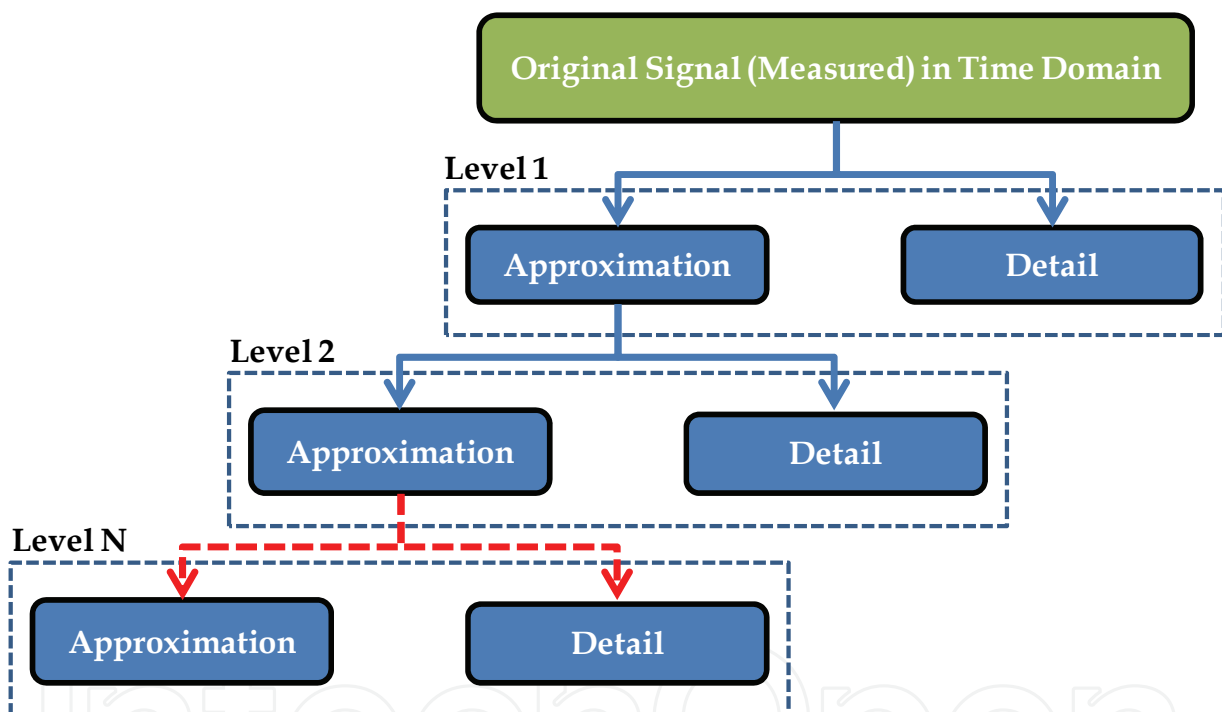 Original Signal (Measured) in Time Domain
Level 1
Approximation
Detail
Level 2
Approximation
Detail
Level N
Approximation
Detail